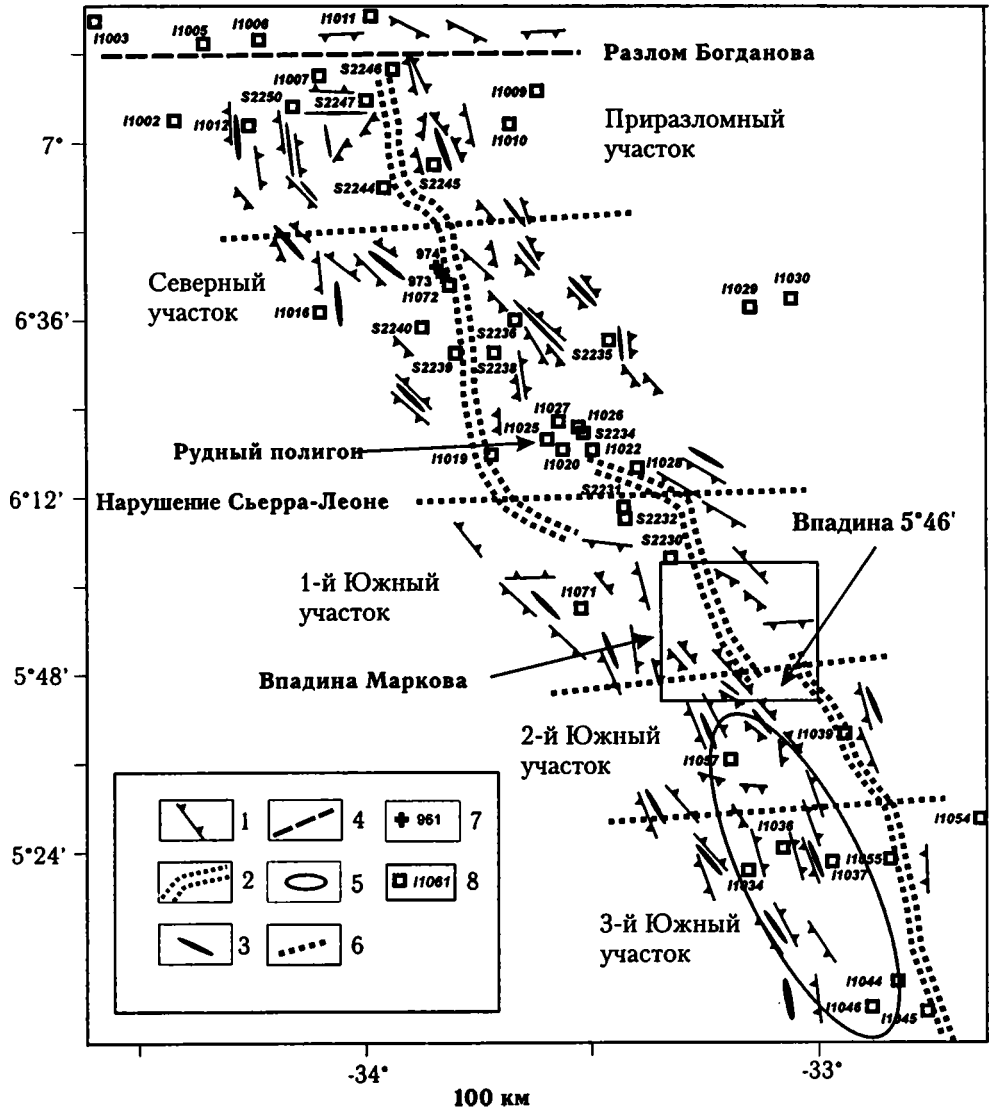 I1003
I1005
I1006
I1011
Разлом Богданова
I1007
S2246
S2250
S2247
I1009
I1002
I1012
I1010
Приразломный
участок
7°
S2244
S2245
974
973
I1072
Северный
участок
I1016
I1029
I1030
6°36'
S2240
S2236
S2239
S2238
S2235
I1027
I1026
I1025
S2234
Рудный полигон
I1019
I1020
I1022
I1028
6°12'
Нарушение Сьерра-Леоне
S2231
S2232
S2230
Впадина 5°46'
1-й Южный
участок
I1071
5°48'
Впадина Маркова
2-й Южный
участок
I1057
I1039
I1054
5°24'
I1036
I1034
I1037
I1055
3-й Южный
участок
I1044
I1046
I1045
1
4
961
7
2
5
I1061
8
3
6
-34°
-33°
100 км